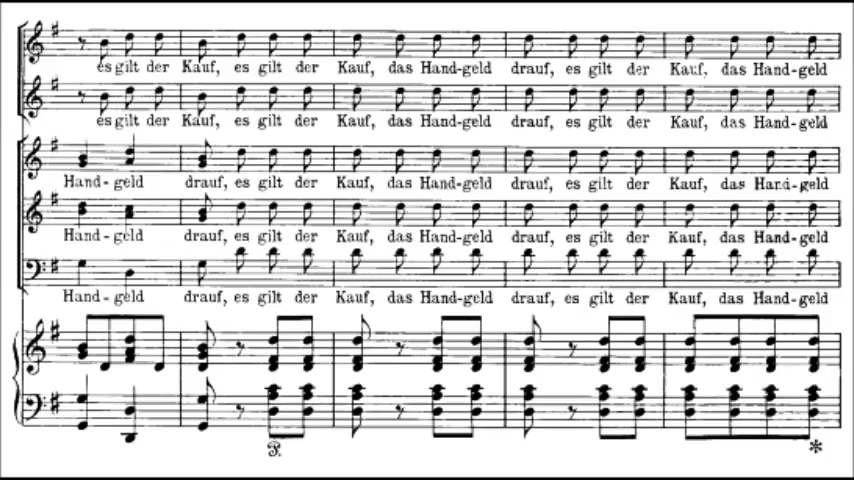 es gilt der Kauf, es gilt der Kauf, das Hand-geld drauf, es gilt der Kauf, das Hand-geld
es gilt der Kauf, es gilt der Kauf, das Hand-geld drauf, es gilt der Kauf, das Hand-geld
Hand-geld drauf, es gilt der Kauf, das Hand-geld drauf, es gilt der Kauf, das Hand-geld
Hand-geld drauf, es gilt der Kauf, das Hand-geld drauf, es gilt der Kauf, das Hand-geld
Hand-geld drauf, es gilt der Kauf, das Hand-geld drauf, es gilt der Kauf, das Hand-geld